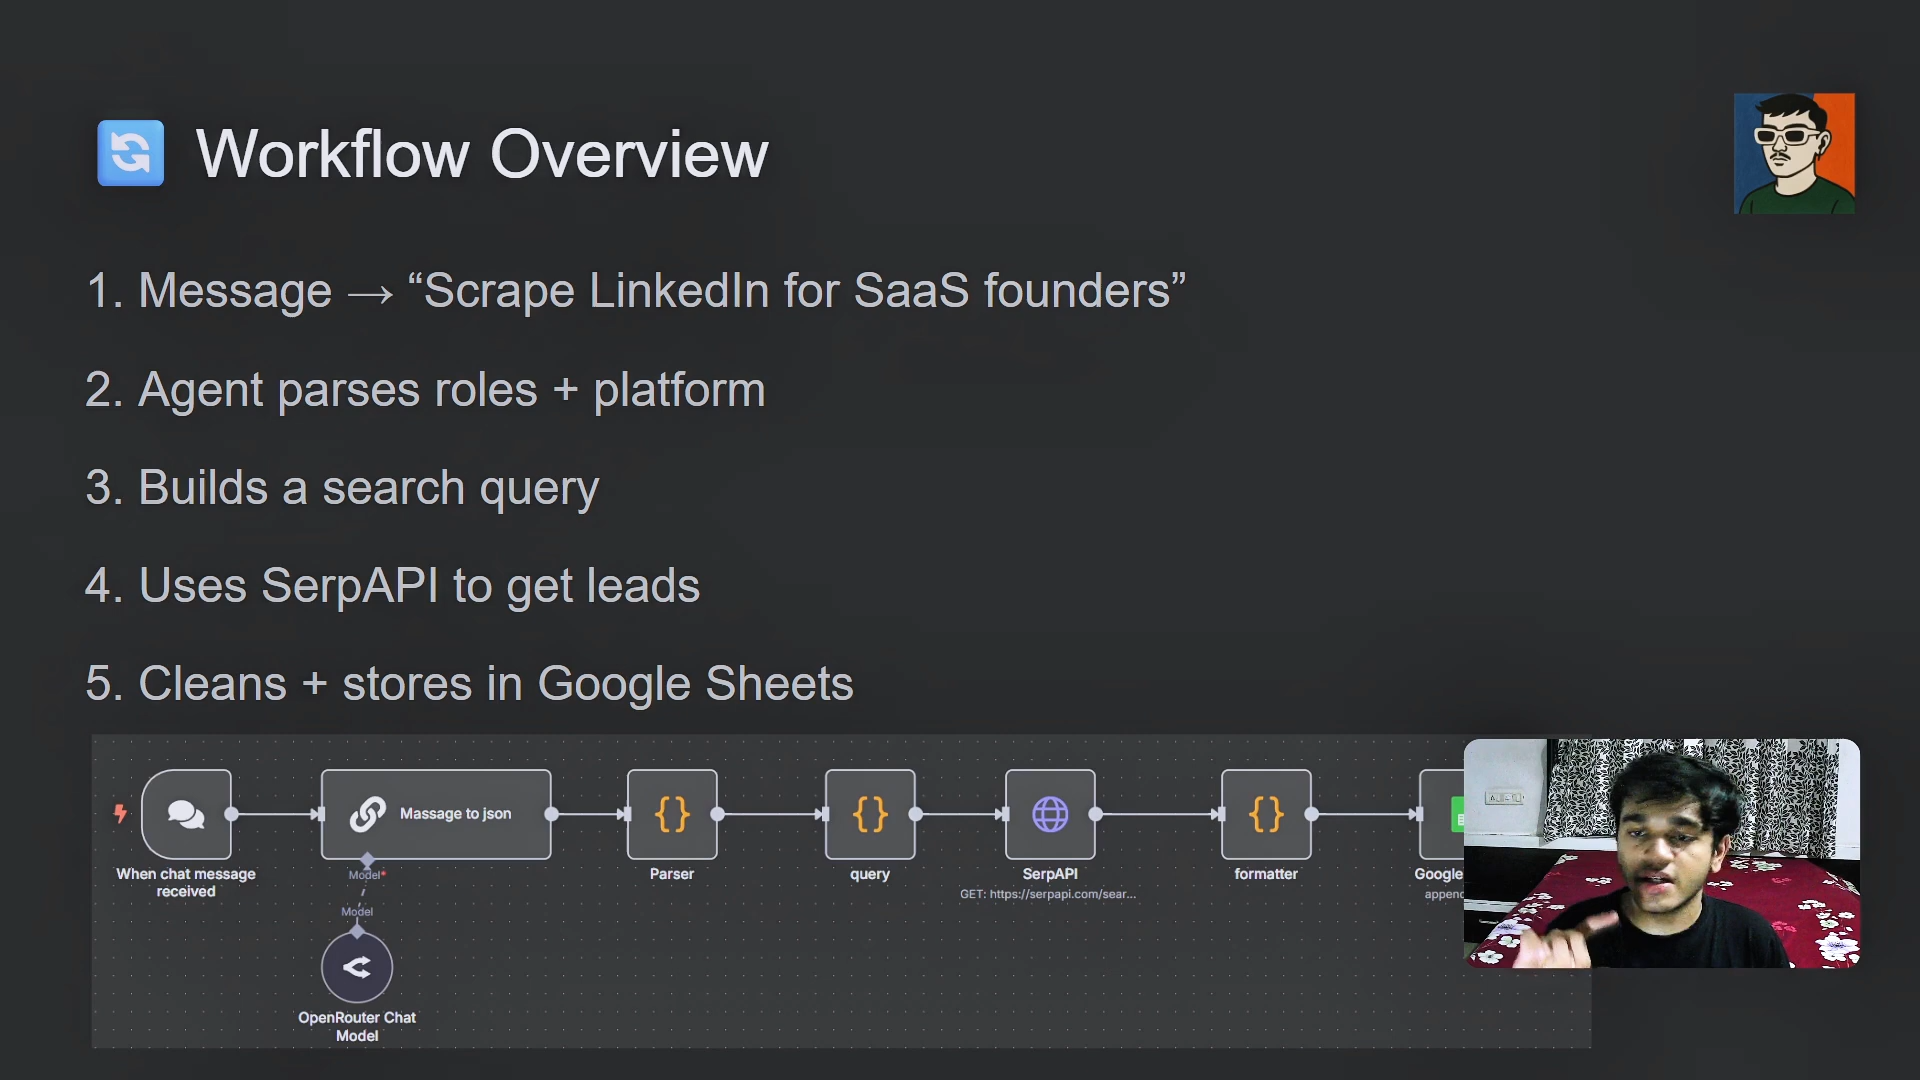 Workflow Overview
1. Message → “Scrape LinkedIn for SaaS founders”
2. Agent parses roles + platform
3. Builds a search query
4. Uses SerpAPI to get leads
5. Cleans + stores in Google Sheets
Massage to json
When chat message
received
Model*
Model
OpenRouter Chat
Model
Parser
query
SerpAPI
GET: https://serpapi.com/sear...
formatter
Google